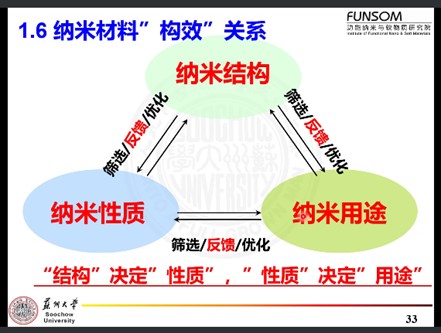 1.6 纳米材料”构效”关系
FUNSOM
功能纳米与软物质研究院
Institute of Functional Nano & Soft Materials
纳米结构
筛选/反馈/优化
筛选/反馈/优化
纳米性质
纳米用途
筛选/反馈/优化
“结构”决定”性质”，”性质”决定”用途”
苏州大学
Soochow
University
33